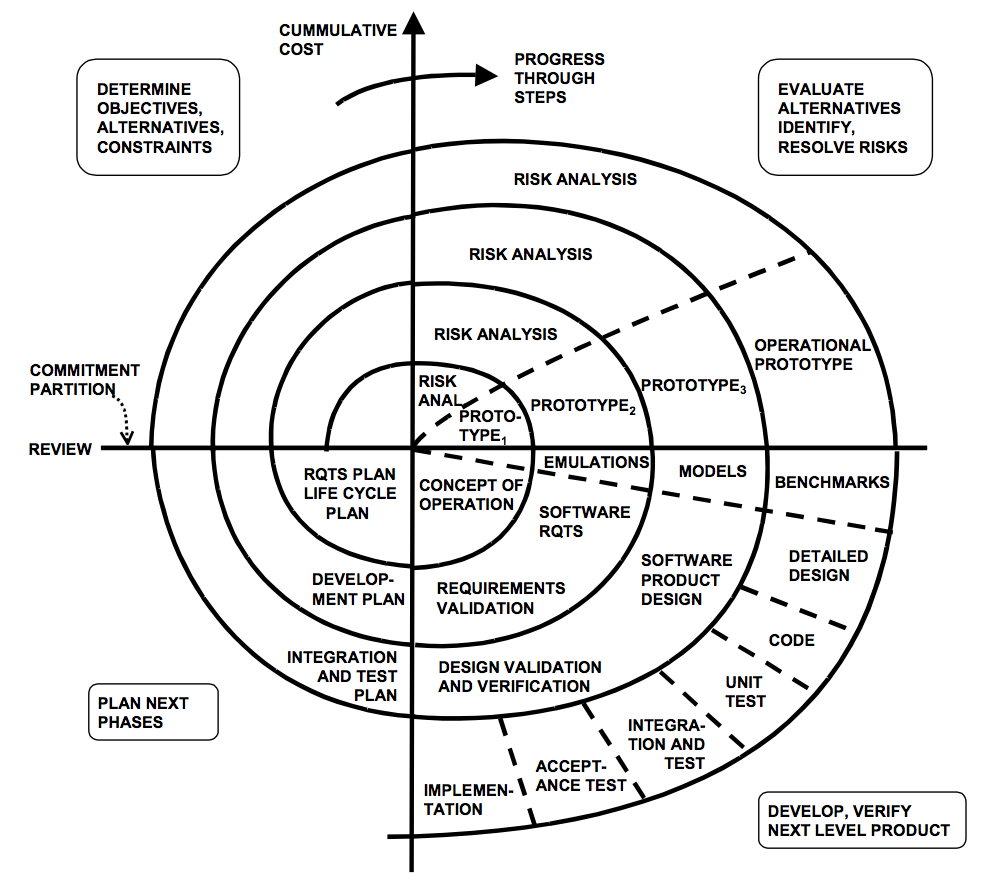 CUMMULATIVE
COST
PROGRESS
THROUGH
STEPS
DETERMINE
OBJECTIVES,
ALTERNATIVES,
CONSTRAINTS
EVALUATE
ALTERNATIVES
IDENTIFY,
RESOLVE RISKS
RISK ANALYSIS
RISK ANALYSIS
RISK ANALYSIS
RISK
ANAL
PROTO-
TYPE1
PROTOTYPE2
PROTOTYPE3
OPERATIONAL
PROTOTYPE
COMMITMENT
PARTITION
REVIEW
RQTS PLAN
LIFE CYCLE
PLAN
CONCEPT OF
OPERATION
EMULATIONS
MODELS
BENCHMARKS
SOFTWARE
RQTS
SOFTWARE
PRODUCT
DESIGN
DETAILED
DESIGN
DEVELOP-
MENT PLAN
REQUIREMENTS
VALIDATION
CODE
INTEGRATION
AND TEST
PLAN
DESIGN VALIDATION
AND VERIFICATION
UNIT
TEST
INTEGRA-
TION AND
TEST
ACCEPT-
ANCE TEST
IMPLEMEN-
TATION
PLAN NEXT
PHASES
DEVELOP, VERIFY
NEXT LEVEL PRODUCT